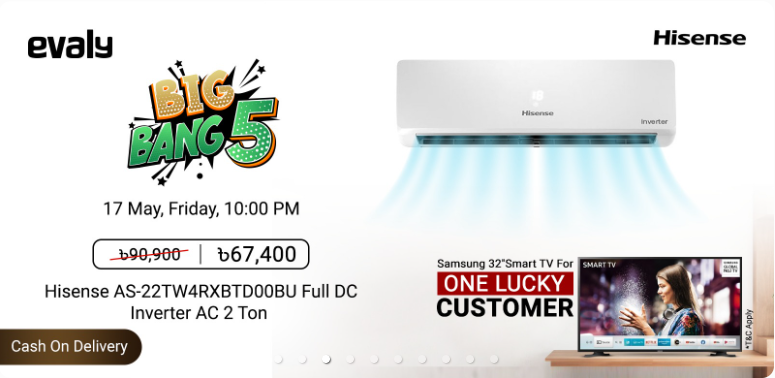 evaly
Hisense
BIG
BANG 5
17 May, Friday, 10:00 PM
৳90,900 | ৳67,400
Hisense AS-22TW4RXBTD00BU Full DC
Inverter AC 2 Ton
Cash On Delivery
Hisense
inverter
Samsung 32"Smart TV For
ONE LUCKY
CUSTOMER
SMART TV
*T&C Apply